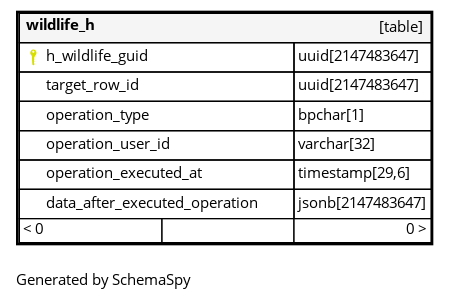 wildlife_h [table]
h_wildlife_guid uuid[2147483647]
target_row_id uuid[2147483647]
operation_type bpchar[1]
operation_user_id varchar[32]
operation_executed_at timestamp[29,6]
data_after_executed_operation jsonb[2147483647]
< 0 0 >
Generated by SchemaSpy